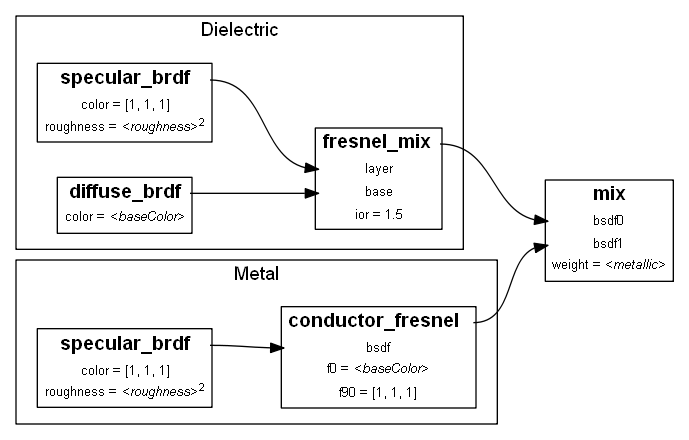 Dielectric
specular_brdf
color = [1, 1, 1]
roughness = <roughness>²
diffuse_brdf
color = <baseColor>
fresnel_mix
layer
base
ior = 1.5
mix
bsdf0
bsdf1
weight = <metallic>
Metal
specular_brdf
color = [1, 1, 1]
roughness = <roughness>²
conductor_fresnel
bsdf
f0 = <baseColor>
f90 = [1, 1, 1]